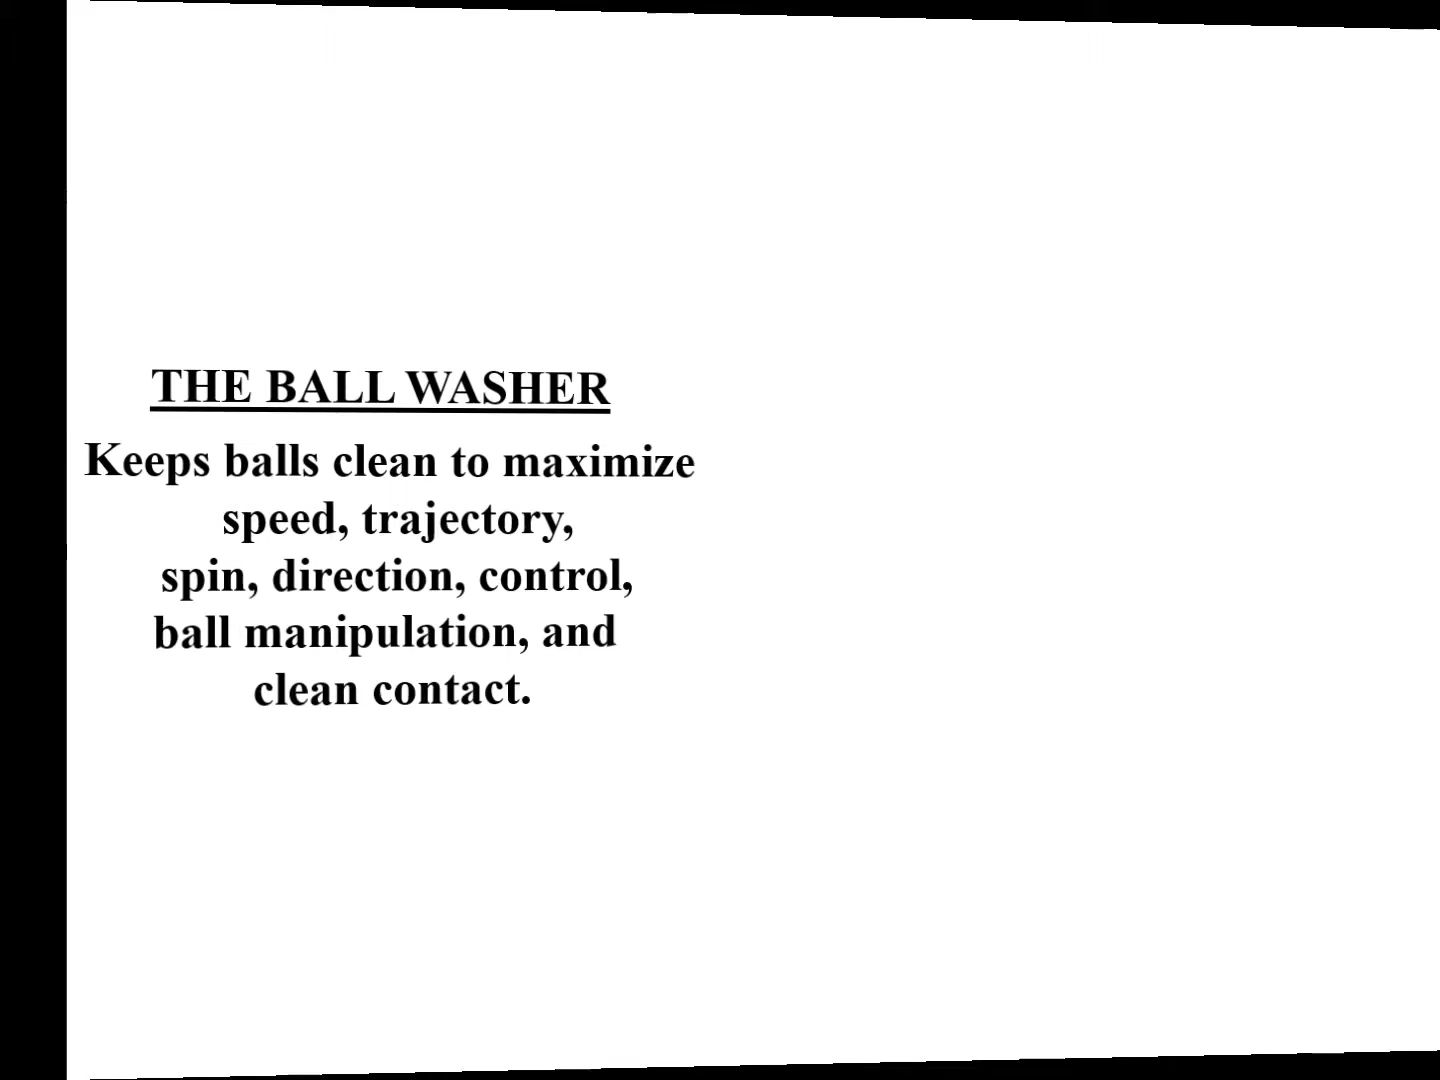 THE BALL WASHER
Keeps balls clean to maximize
speed, trajectory,
spin, direction, control,
ball manipulation, and
clean contact.